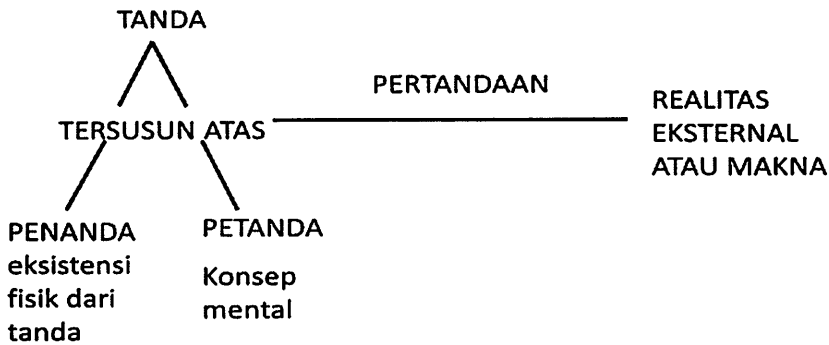 TANDA
PERTANDAAN
TERSUSUN ATAS
REALITAS
EKSTERNAL
ATAU MAKNA
PENANDA
eksistensi
fisik dari
tanda
PETANDA
Konsep
mental